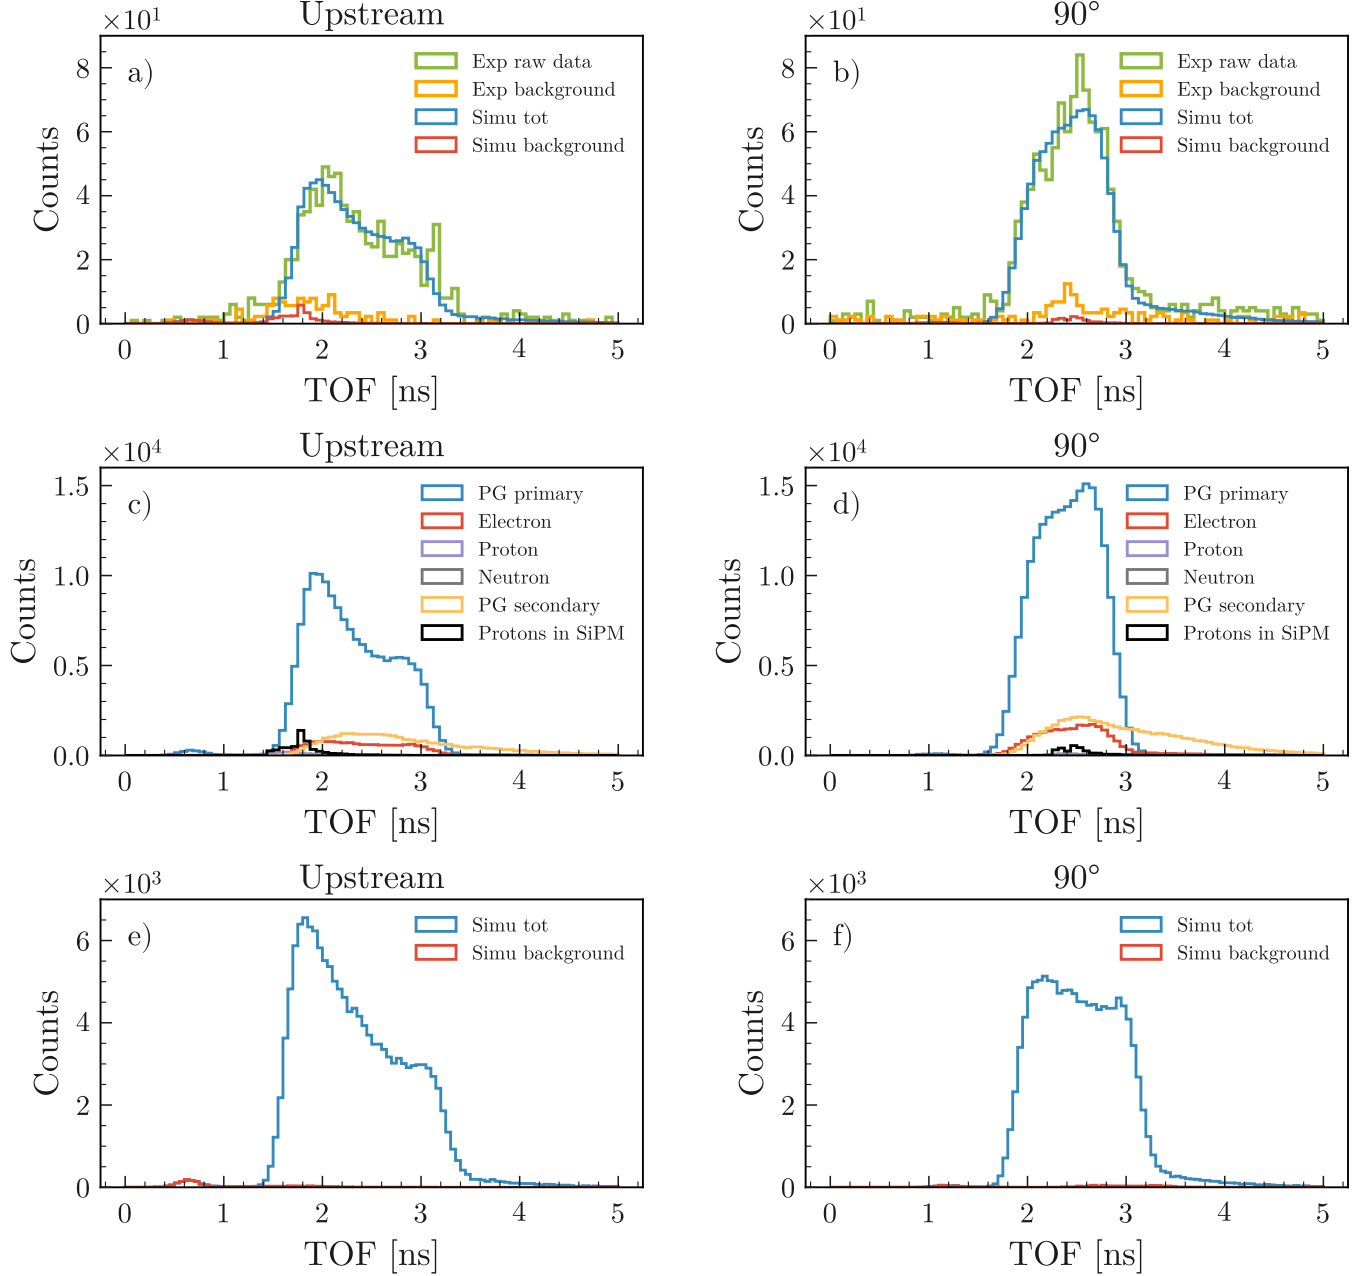 Upstream
×10¹
a)
Exp raw data
Exp background
Simu tot
Simu background
Counts
8
6
4
2
0
0 1 2 3 4 5
TOF [ns]
90°
×10¹
b)
Exp raw data
Exp background
Simu tot
Simu background
Counts
8
6
4
2
0
0 1 2 3 4 5
TOF [ns]
Upstream
×10⁴
c)
PG primary
Electron
Proton
Neutron
PG secondary
Protons in SiPM
Counts
1.5
1.0
0.5
0.0
0 1 2 3 4 5
TOF [ns]
90°
×10⁴
d)
PG primary
Electron
Proton
Neutron
PG secondary
Protons in SiPM
Counts
1.5
1.0
0.5
0.0
0 1 2 3 4 5
TOF [ns]
Upstream
×10³
e)
Simu tot
Simu background
Counts
6
4
2
0
0 1 2 3 4 5
TOF [ns]
90°
×10³
f)
Simu tot
Simu background
Counts
6
4
2
0
0 1 2 3 4 5
TOF [ns]